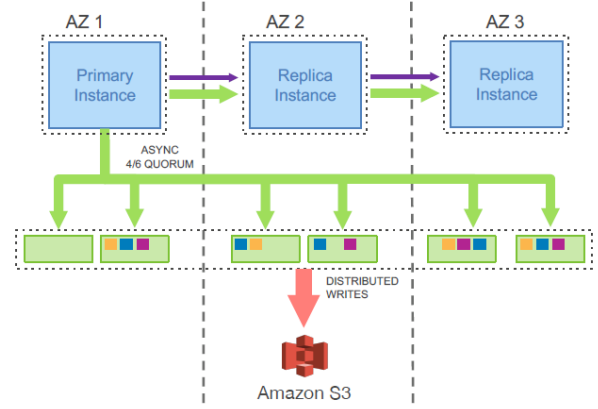 AZ 1
AZ 2
AZ 3
Primary
Instance
Replica
Instance
Replica
Instance
ASYNC
4/6 QUORUM
DISTRIBUTED
WRITES
Amazon S3